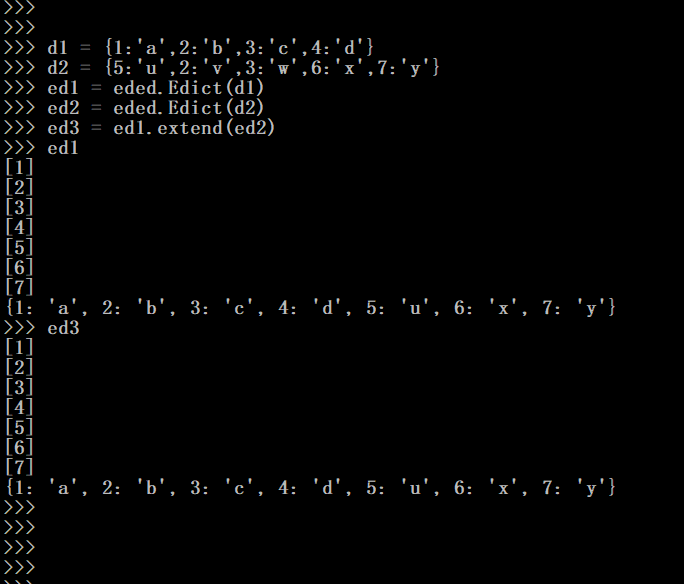 >>>
>>>
>>> d1 = {1:'a',2:'b',3:'c',4:'d'}
>>> d2 = {5:'u',2:'v',3:'w',6:'x',7:'y'}
>>> ed1 = eded.Edict(d1)
>>> ed2 = eded.Edict(d2)
>>> ed3 = ed1.extend(ed2)
>>> ed1
[1]
[2]
[3]
[4]
[5]
[6]
[7]
{1: 'a', 2: 'b', 3: 'c', 4: 'd', 5: 'u', 6: 'x', 7: 'y'}
>>> ed3
[1]
[2]
[3]
[4]
[5]
[6]
[7]
{1: 'a', 2: 'b', 3: 'c', 4: 'd', 5: 'u', 6: 'x', 7: 'y'}
>>>
>>>
>>>
>>>
>>>